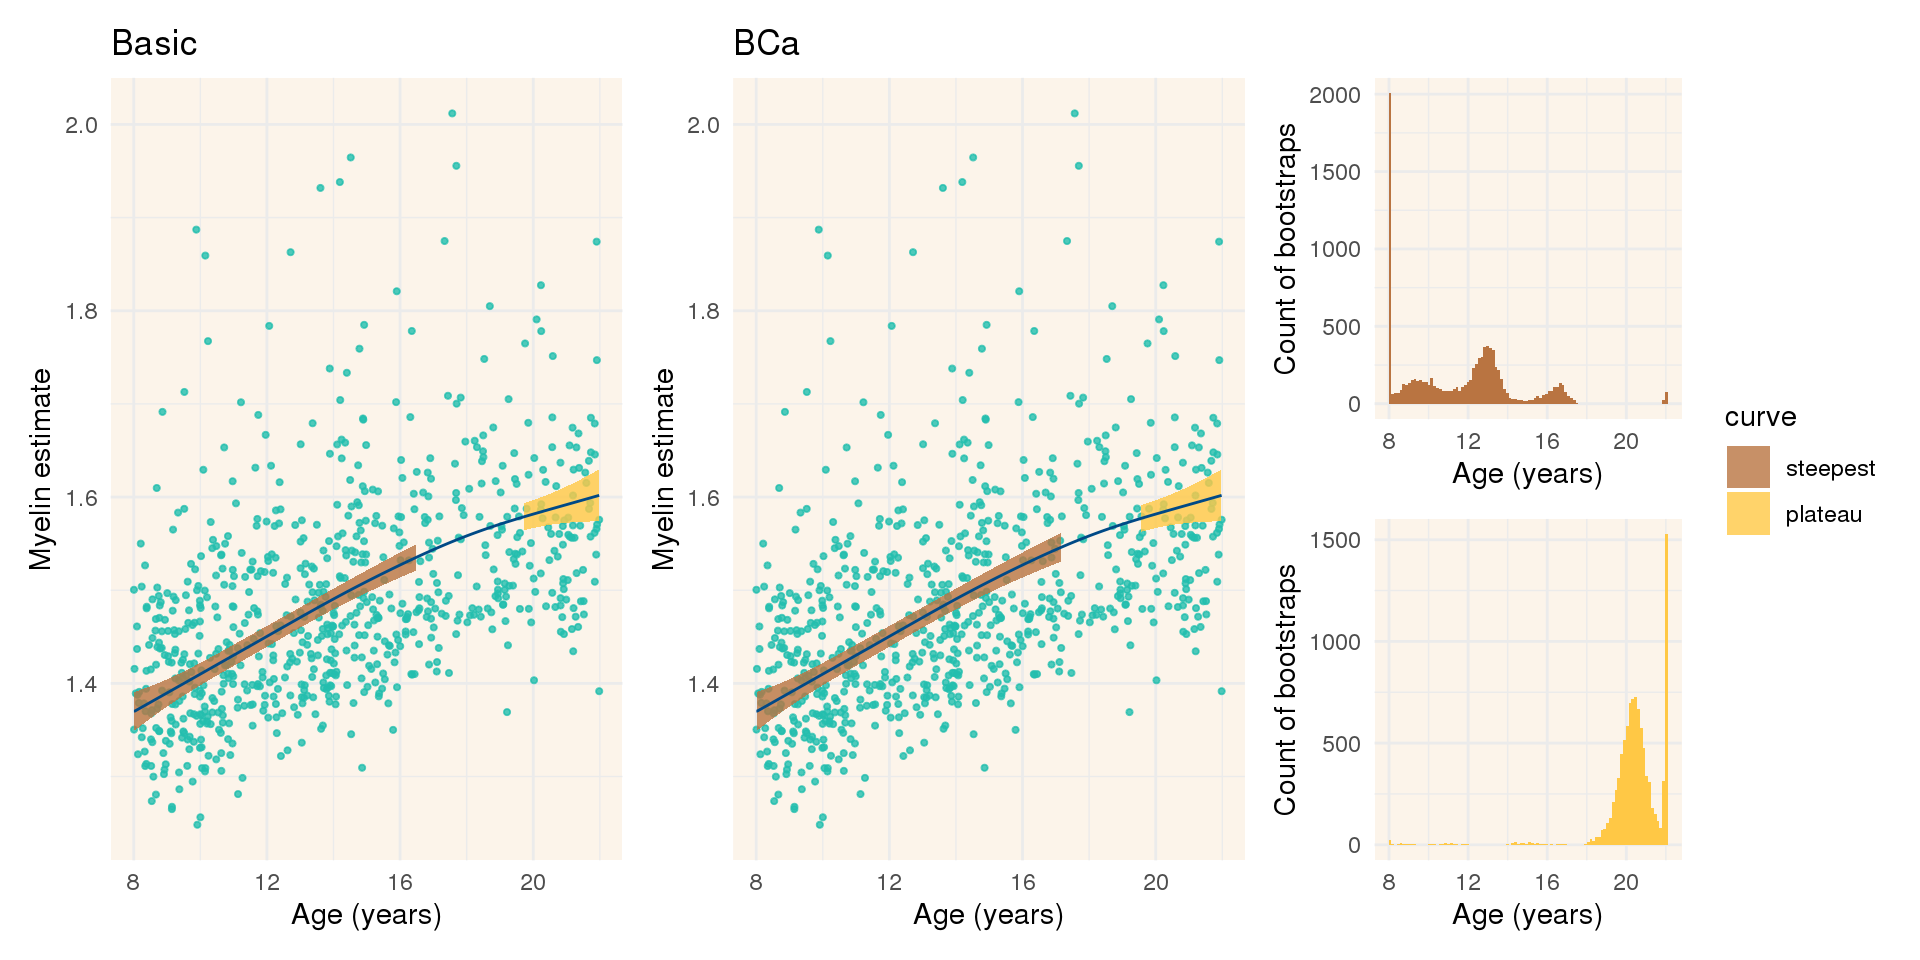 Basic
Myelin estimate
2.0
1.8
1.6
1.4
8 12 16 20
Age (years)
BCa
Myelin estimate
2.0
1.8
1.6
1.4
8 12 16 20
Age (years)
Count of bootstraps
2000
1500
1000
500
0
8 12 16 20
Age (years)
Count of bootstraps
1500
1000
500
0
8 12 16 20
Age (years)
curve
steepest
plateau